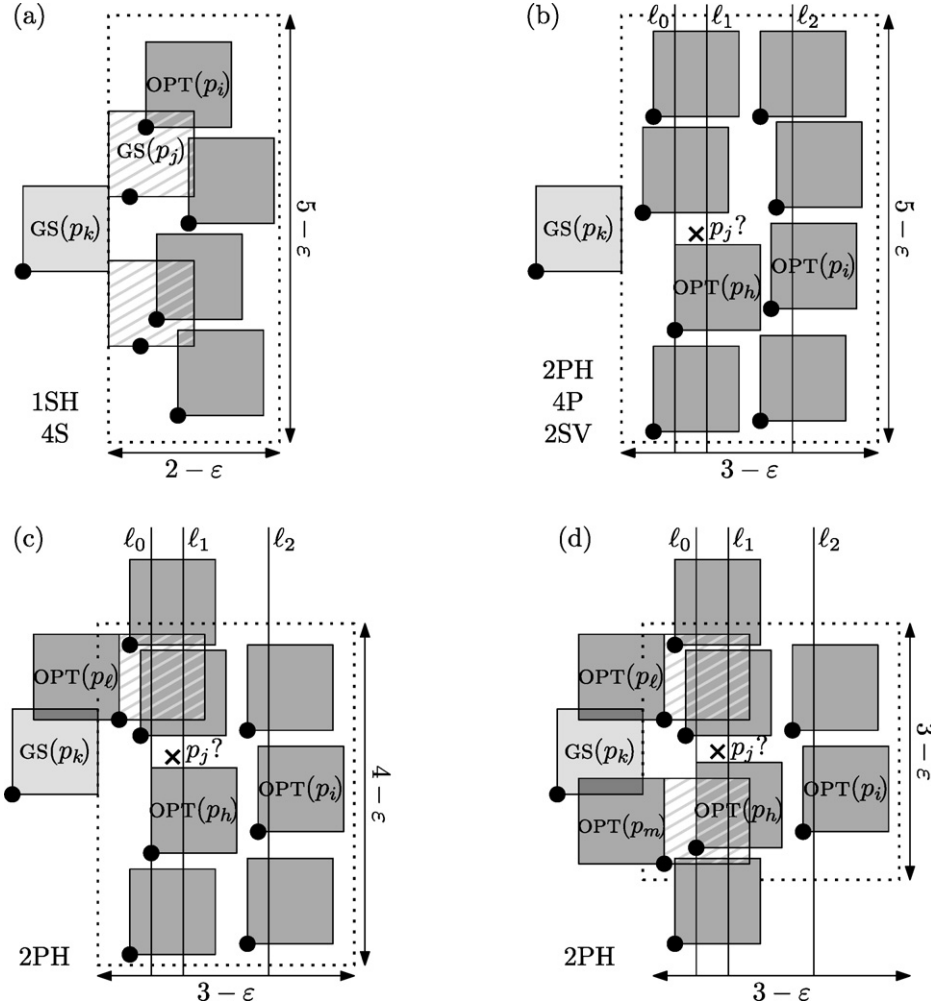 (a)
OPT(p_i)
GS(p_j)
GS(p_k)
5 − ε
1SH
4S
2 − ε
(b)
ℓ_0 ℓ_1 ℓ_2
GS(p_k)
p_j?
OPT(p_h)
OPT(p_i)
5 − ε
2PH
4P
2SV
3 − ε
(c)
ℓ_0 ℓ_1 ℓ_2
OPT(p_ℓ)
GS(p_k)
p_j?
OPT(p_h)
OPT(p_i)
4 − ε
2PH
3 − ε
(d)
ℓ_0 ℓ_1 ℓ_2
OPT(p_ℓ)
GS(p_k)
p_j?
OPT(p_m)
OPT(p_h)
OPT(p_i)
3 − ε
2PH
3 − ε